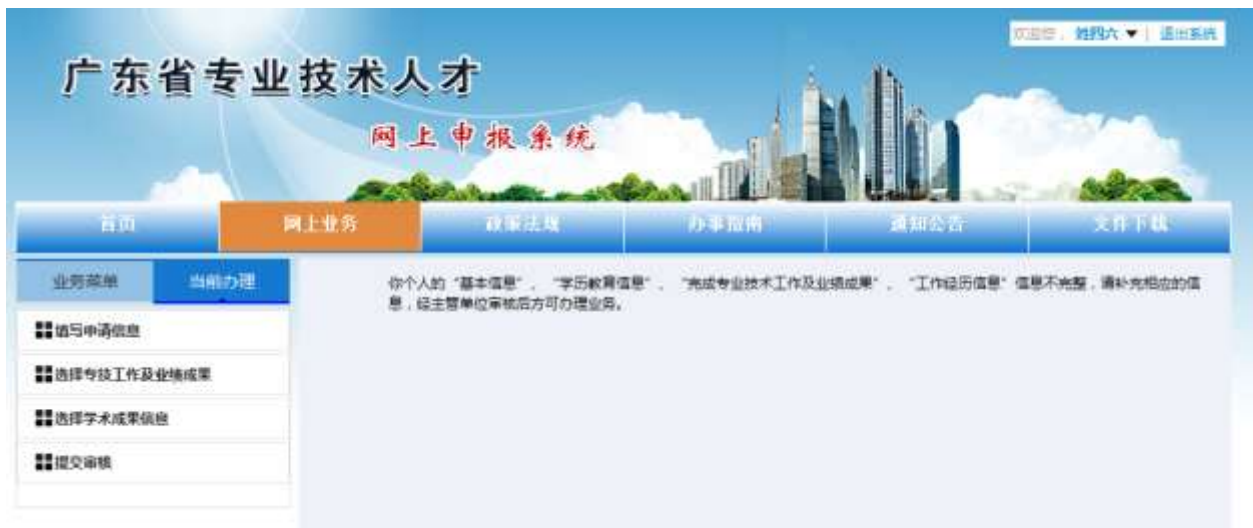 欢迎您，姓四六 ▼ | 退出系统
广东省专业技术人才
网上申报系统
首页 网上业务 政策法规 办事指南 通知公告 文件下载
业务菜单 当前办理
你个人的“基本信息”、“学历教育信息”、“完成专业技术工作及业绩成果”、“工作经历信息”信息不完整，请补充相应的信
息，经主管单位审核后方可办理业务。
填写申请信息
选择专技工作及业绩成果
选择学术成果信息
提交审核